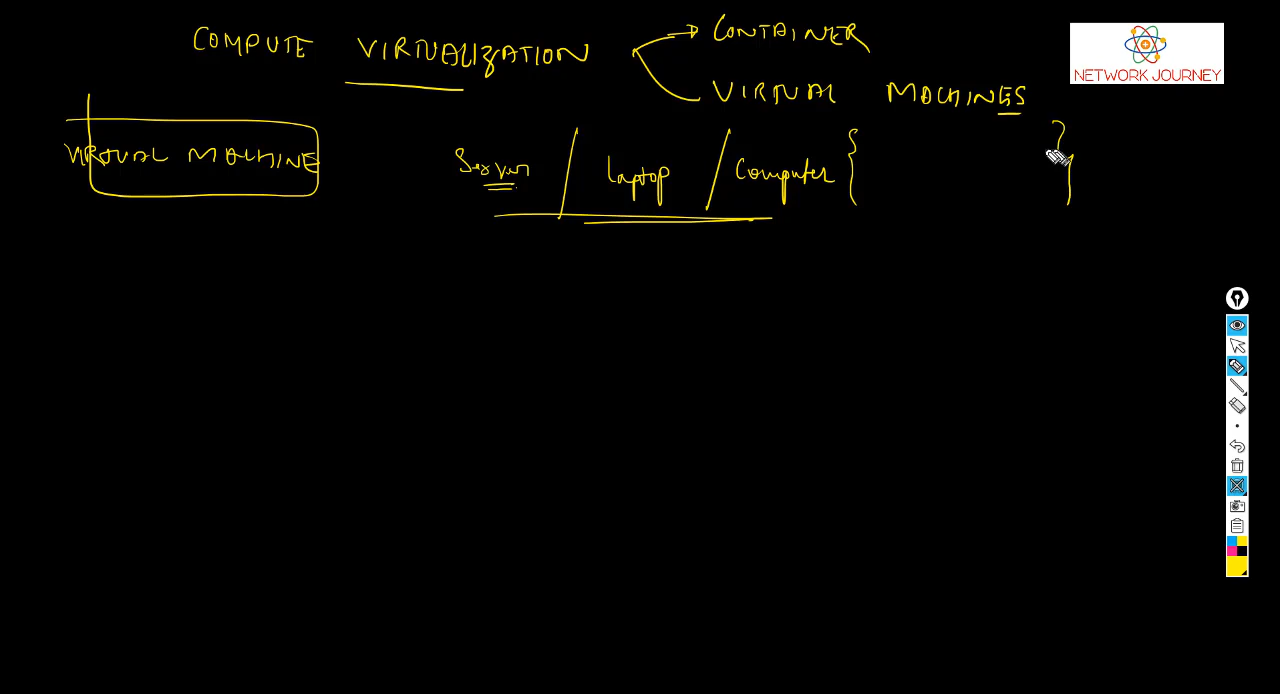 COMPUTE VIRTUALIZATION
CONTAINER
VIRTUAL MACHINES
NETWORK JOURNEY
VIRTUAL MACHINE
Server / Laptop / Computer { }